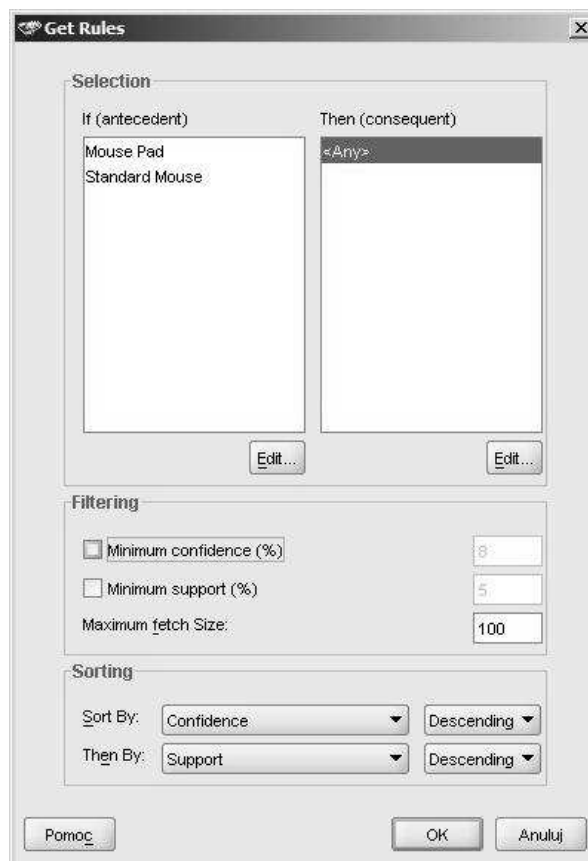 Get Rules
Selection
If (antecedent) Then (consequent)
Mouse Pad <Any>
Standard Mouse
Edit... Edit...
Filtering
Minimum confidence (%) 8
Minimum support (%) 5
Maximum fetch Size: 100
Sorting
Sort By: Confidence Descending
Then By: Support Descending
Pomoc OK Anuluj